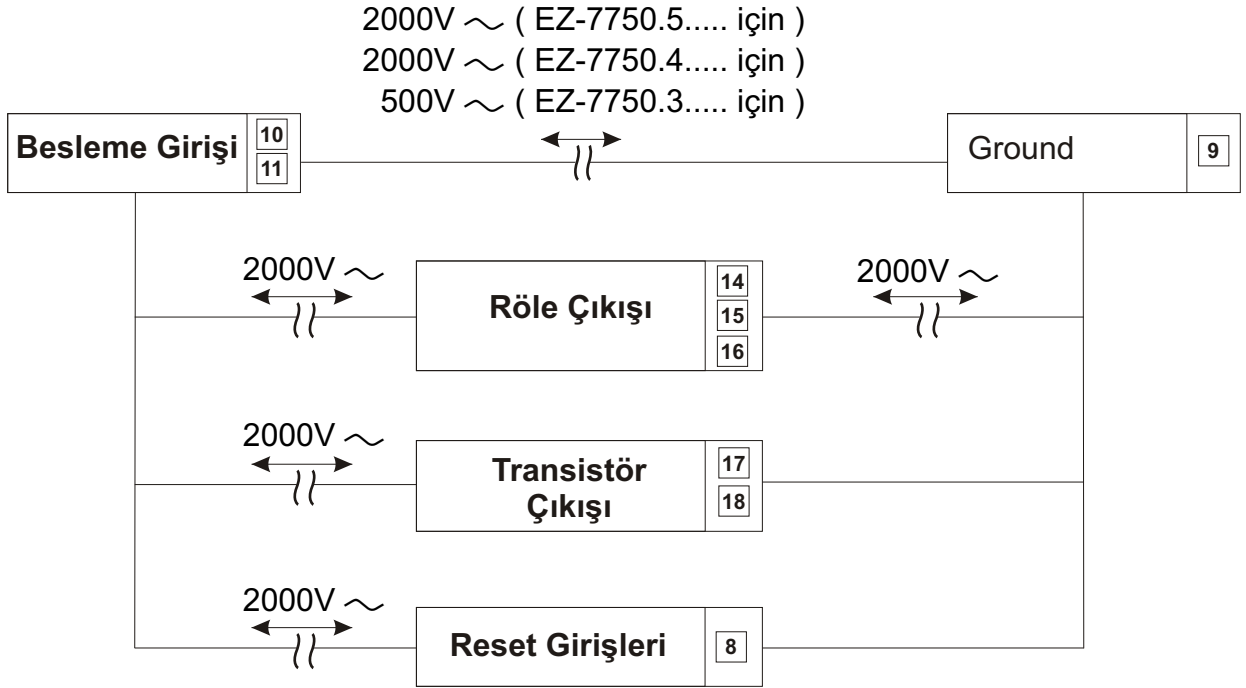 2000V ~ ( EZ-7750.5..... için )
2000V ~ ( EZ-7750.4..... için )
500V ~ ( EZ-7750.3..... için )
Besleme Girişi
10
11
Ground
9
2000V ~
Röle Çıkışı
14
15
16
2000V ~
2000V ~
Transistör
Çıkışı
17
18
2000V ~
Reset Girişleri
8